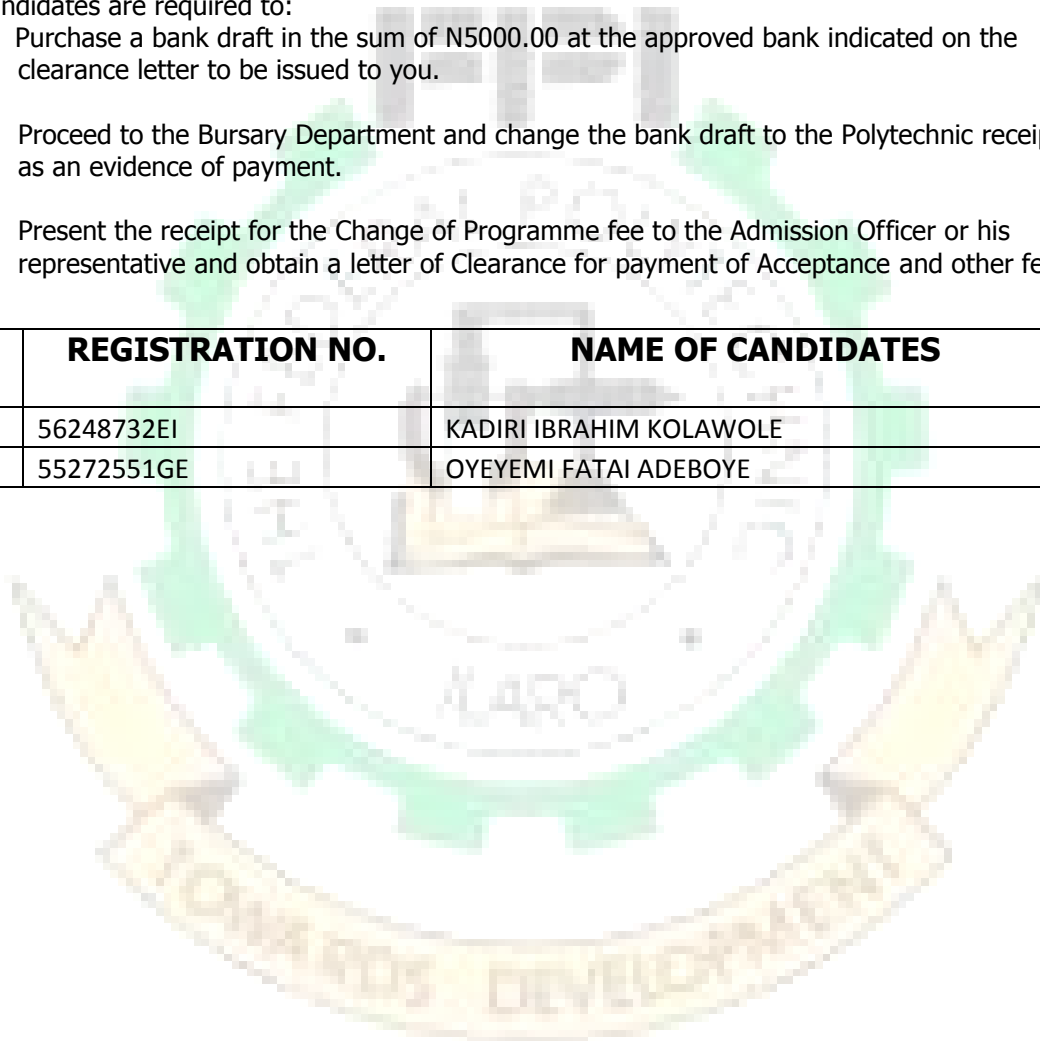 ndidates are required to:
Purchase a bank draft in the sum of N5000.00 at the approved bank indicated on the
clearance letter to be issued to you.
Proceed to the Bursary Department and change the bank draft to the Polytechnic recei
as an evidence of payment.
Present the receipt for the Change of Programme fee to the Admission Officer or his
representative and obtain a letter of Clearance for payment of Acceptance and other fe
REGISTRATION NO. NAME OF CANDIDATES
56248732EI KADIRI IBRAHIM KOLAWOLE
55272551GE OYEYEMI FATAI ADEBOYE
ILARO
TOWARDS DEVELOPMENT